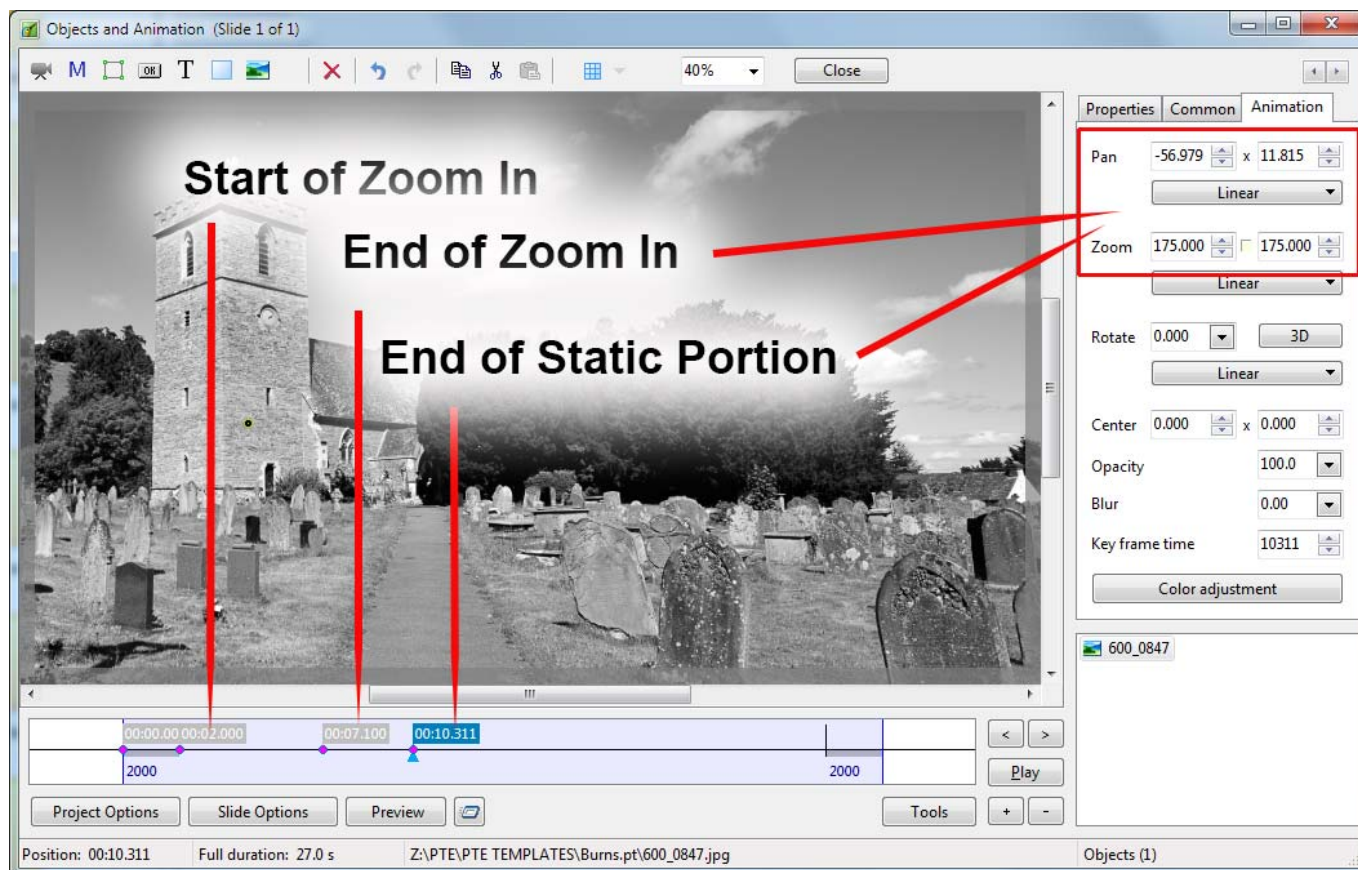 Objects and Animation (Slide 1 of 1)
M OK T 40% Close
Properties Common Animation
Pan -56.979 x 11.815
Linear
Zoom 175.000 175.000
Linear
Rotate 0.000 3D
Linear
Center 0.000 x 0.000
Opacity 100.0
Blur 0.00
Key frame time 10311
Color adjustment
600_0847
Start of Zoom In
End of Zoom In
End of Static Portion
00:00.00 00:02.000 00:07.100 00:10.311
2000 2000
< >
Play
Project Options Slide Options Preview Tools + -
Position: 00:10.311 Full duration: 27.0 s Z:\PTE\PTE TEMPLATES\Burns.pt\600_0847.jpg Objects (1)